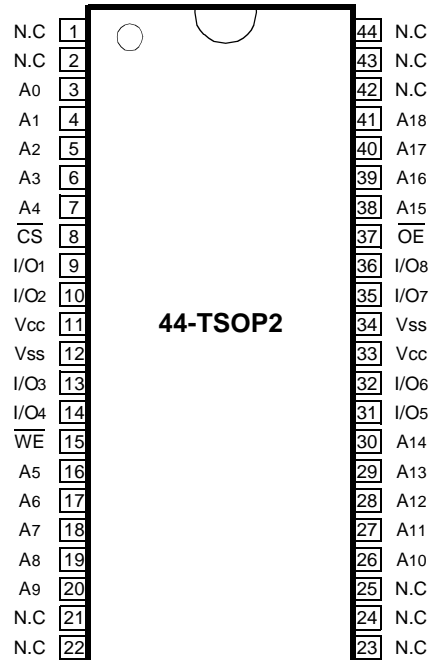 N.C 1 44 N.C
N.C 2 43 N.C
A0 3 42 N.C
A1 4 41 A18
A2 5 40 A17
A3 6 39 A16
A4 7 38 A15
C̅S̅ 8 37 O̅E̅
I/O1 9 36 I/O8
I/O2 10 35 I/O7
Vcc 11 34 Vss
44-TSOP2
Vss 12 33 Vcc
I/O3 13 32 I/O6
I/O4 14 31 I/O5
W̅E̅ 15 30 A14
A5 16 29 A13
A6 17 28 A12
A7 18 27 A11
A8 19 26 A10
A9 20 25 N.C
N.C 21 24 N.C
N.C 22 23 N.C